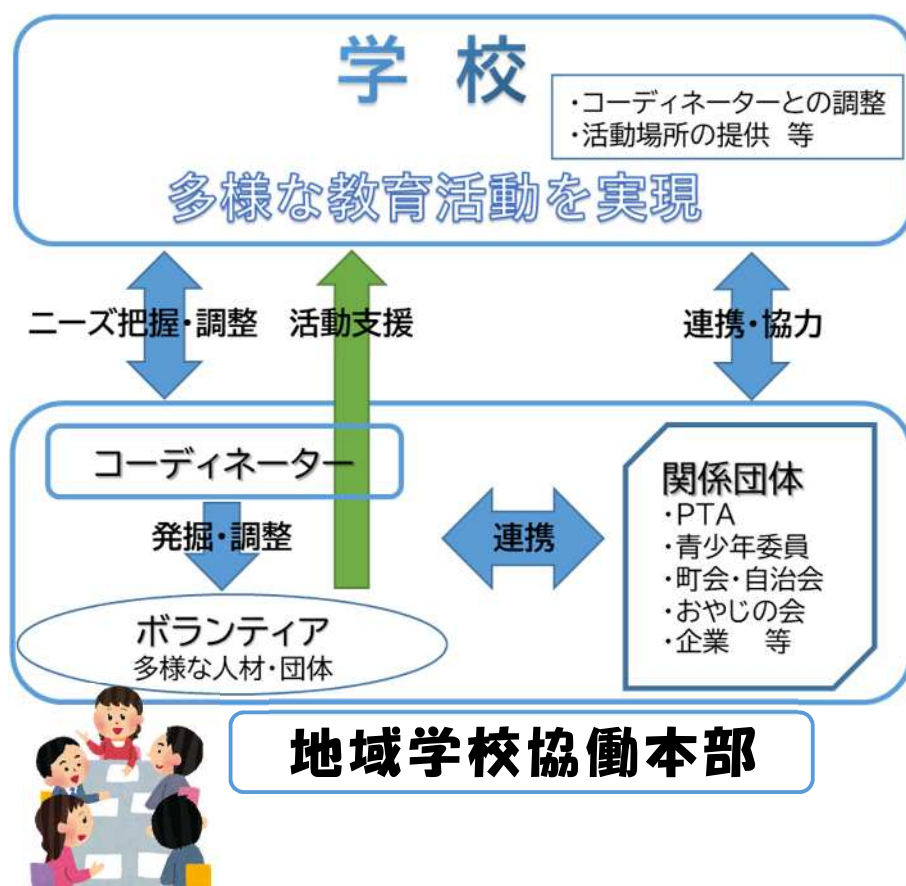 学 校
・コーディネーターとの調整
・活動場所の提供 等
多様な教育活動を実現
ニーズ把握・調整
活動支援
連携・協力
コーディネーター
発掘・調整
連携
ボランティア
多様な人材・団体
関係団体
・PTA
・青少年委員
・町会・自治会
・おやじの会
・企業 等
地域学校協働本部